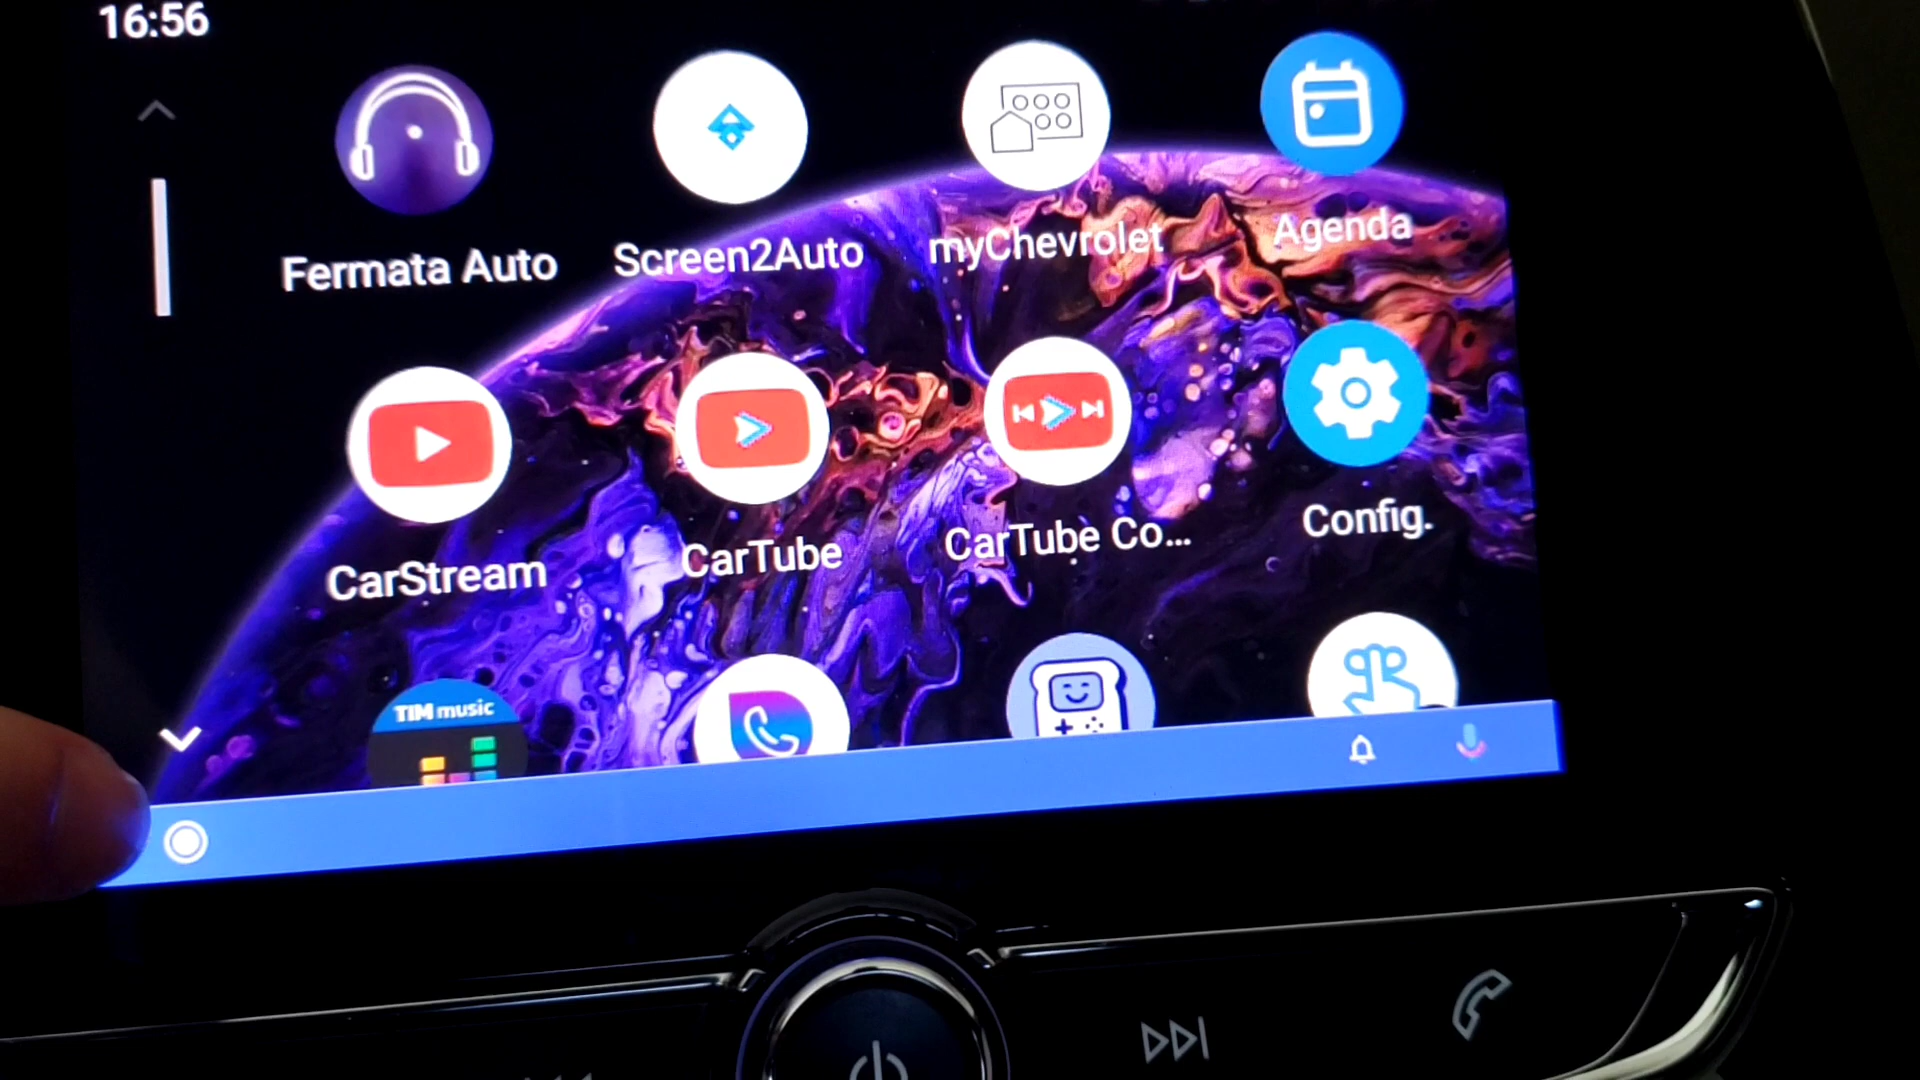 16:56
Fermata Auto
Screen2Auto
myChevrolet
Agenda
CarStream
CarTube
CarTube Co...
Config.
TIM music